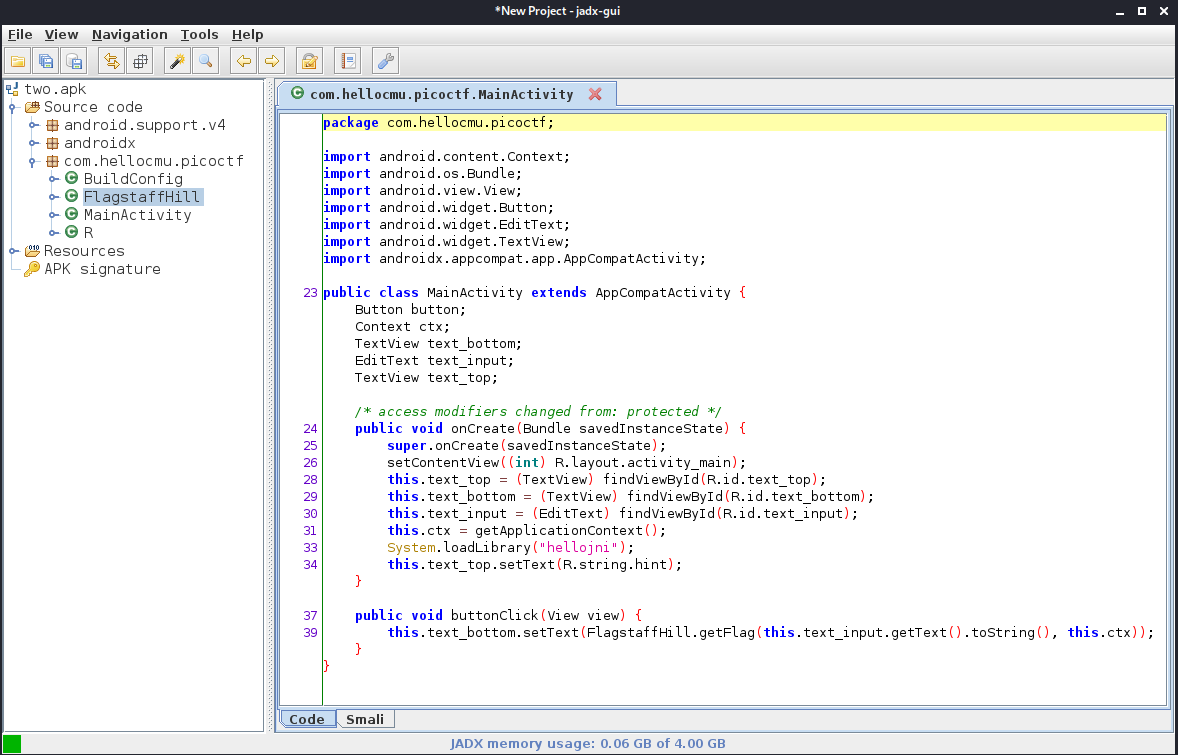 *New Project - jadx-gui
File View Navigation Tools Help
two.apk
Source code
android.support.v4
androidx
com.hellocmu.picoctf
BuildConfig
FlagstaffHill
MainActivity
R
Resources
APK signature
com.hellocmu.picoctf.MainActivity
package com.hellocmu.picoctf;
import android.content.Context;
import android.os.Bundle;
import android.view.View;
import android.widget.Button;
import android.widget.EditText;
import android.widget.TextView;
import androidx.appcompat.app.AppCompatActivity;
23 public class MainActivity extends AppCompatActivity {
Button button;
Context ctx;
TextView text_bottom;
EditText text_input;
TextView text_top;
/* access modifiers changed from: protected */
24 public void onCreate(Bundle savedInstanceState) {
25 super.onCreate(savedInstanceState);
26 setContentView((int) R.layout.activity_main);
28 this.text_top = (TextView) findViewById(R.id.text_top);
29 this.text_bottom = (TextView) findViewById(R.id.text_bottom);
30 this.text_input = (EditText) findViewById(R.id.text_input);
31 this.ctx = getApplicationContext();
33 System.loadLibrary("hellojni");
34 this.text_top.setText(R.string.hint);
}
37 public void buttonClick(View view) {
39 this.text_bottom.setText(FlagstaffHill.getFlag(this.text_input.getText().toString(), this.ctx));
}
}
Code Smali
JADX memory usage: 0.06 GB of 4.00 GB